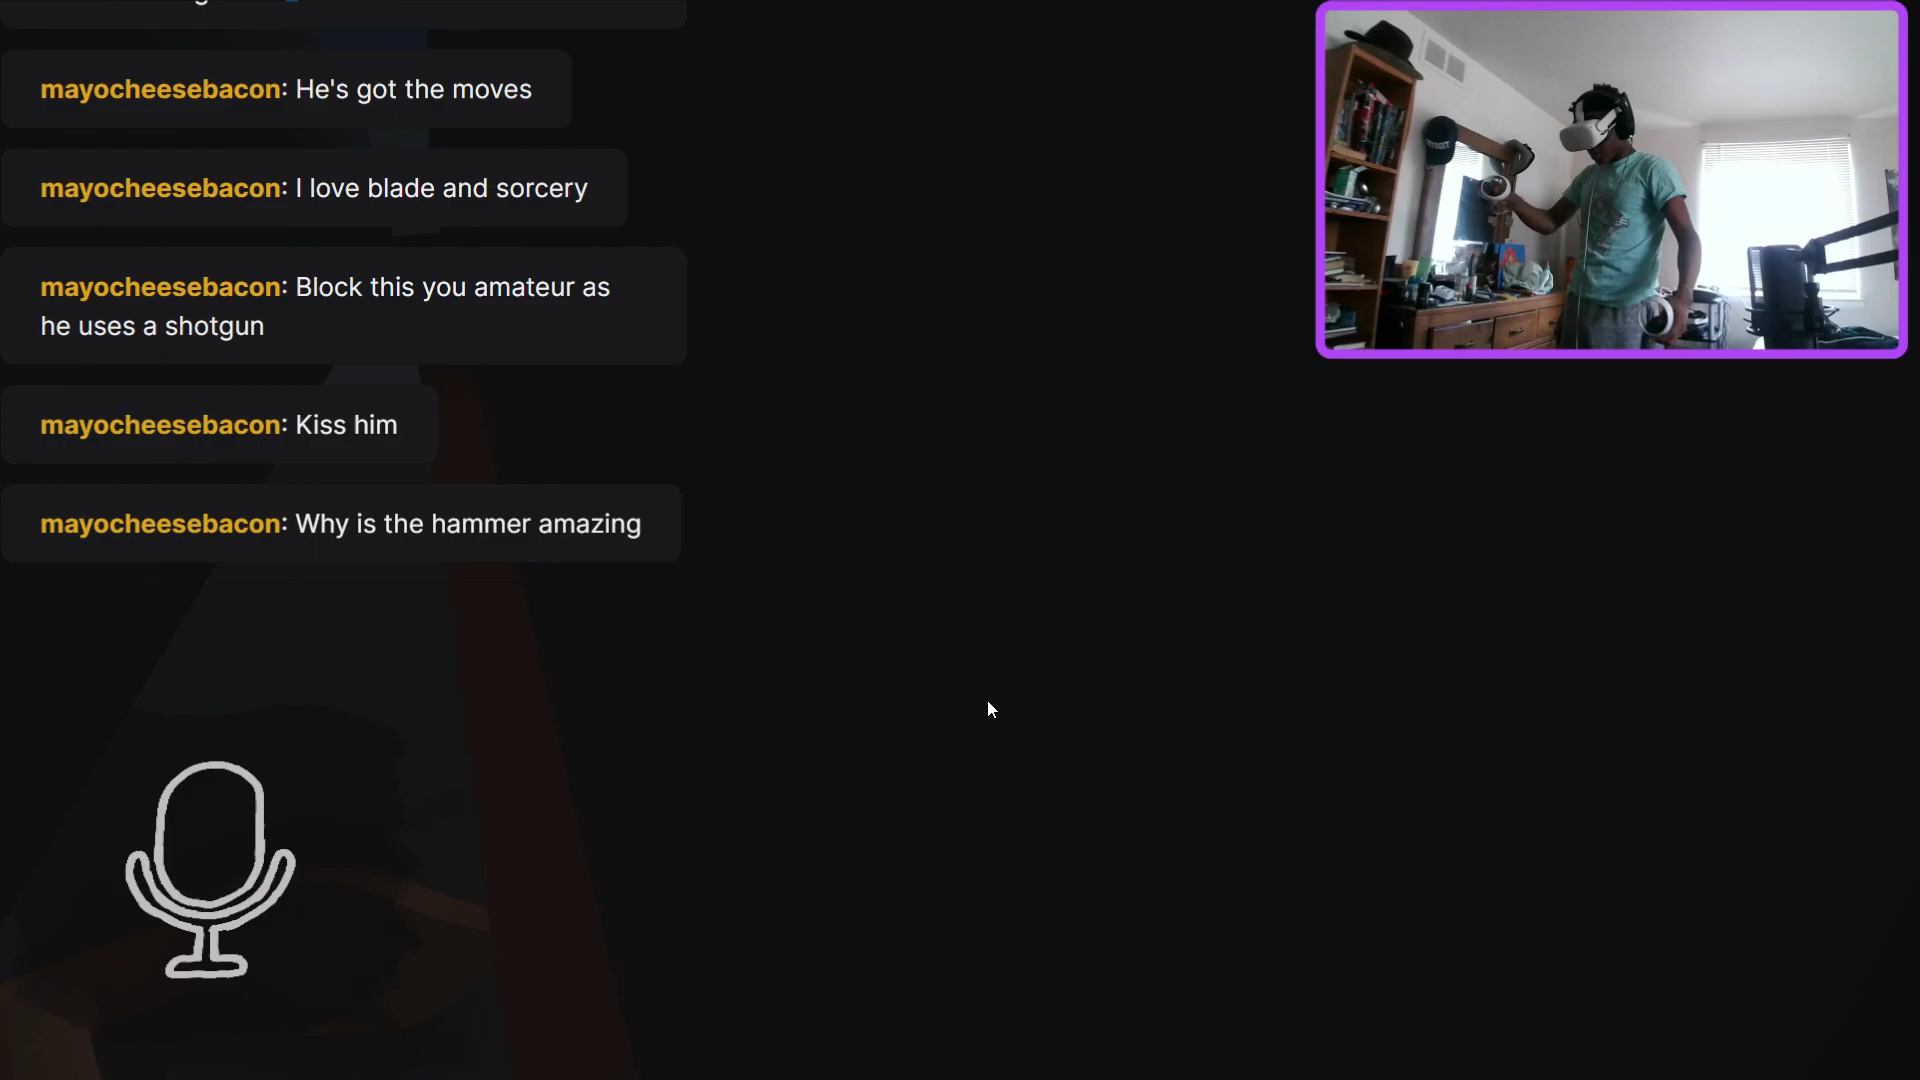 mayocheesebacon: He's got the moves
mayocheesebacon: I love blade and sorcery
mayocheesebacon: Block this you amateur as
he uses a shotgun
mayocheesebacon: Kiss him
mayocheesebacon: Why is the hammer amazing